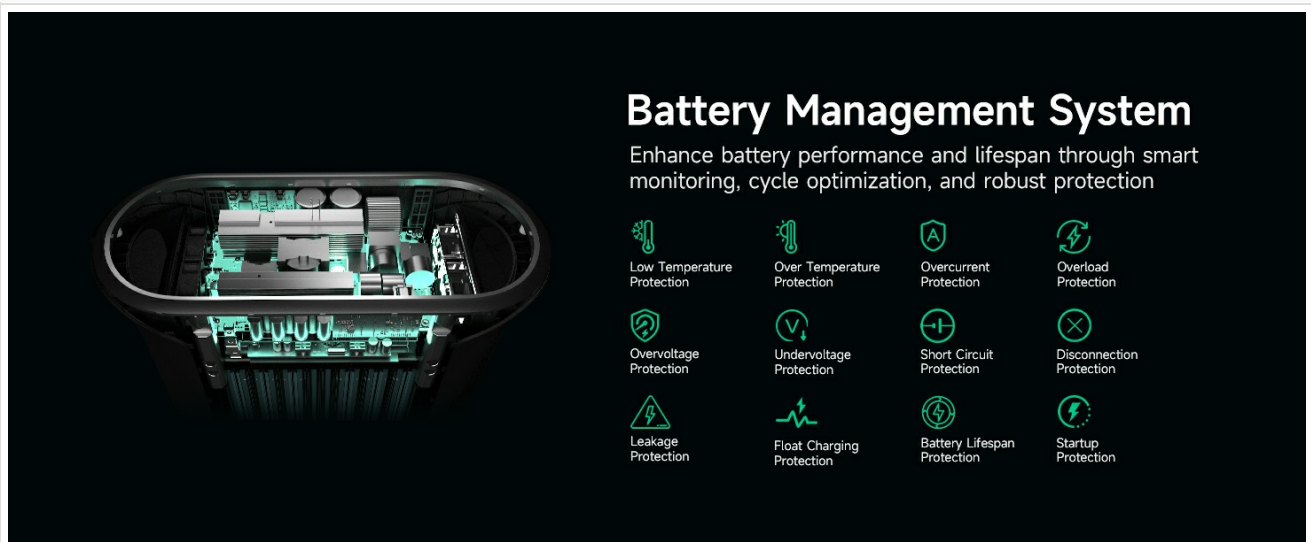 Battery Management System
Enhance battery performance and lifespan through smart
monitoring, cycle optimization, and robust protection
Low Temperature
Protection
Over Temperature
Protection
Overcurrent
Protection
Overload
Protection
Overvoltage
Protection
Undervoltage
Protection
Short Circuit
Protection
Disconnection
Protection
Leakage
Protection
Float Charging
Protection
Battery Lifespan
Protection
Startup
Protection